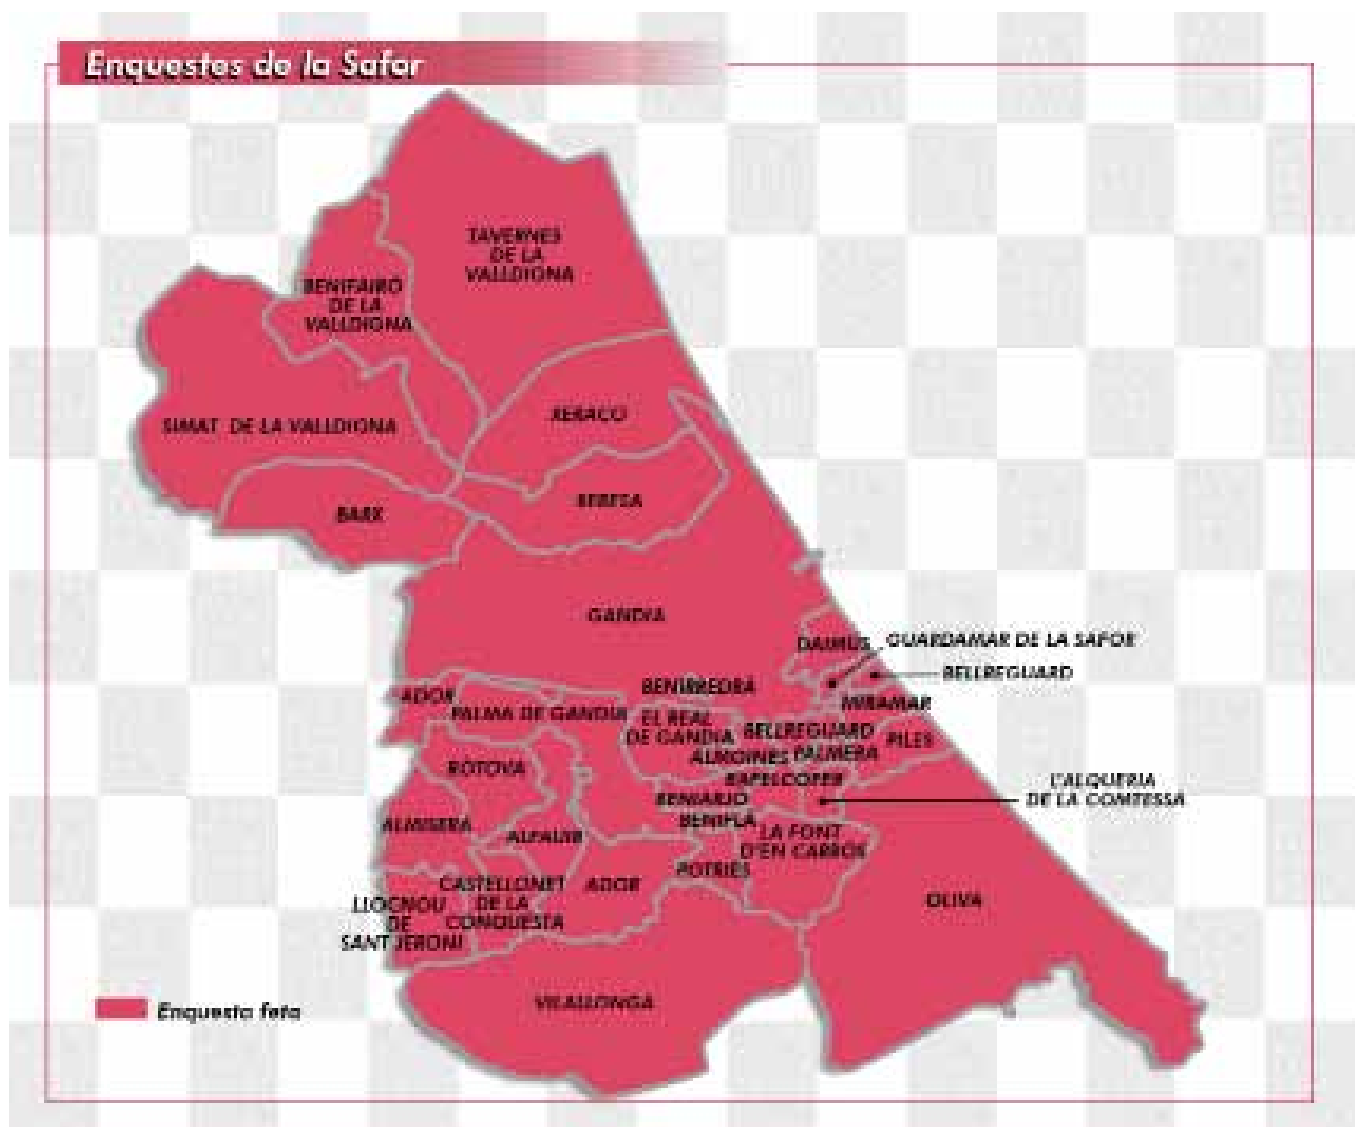 Enquestes de la Safor
TAVERNES
DE LA
VALLDIGNA
BENIFAIRÓ
DE LA
VALLDIGNA
XERACO
SIMAT DE LA VALLDIGNA
XERESA
BARX
GANDIA
DAIMÚS
GUARDAMAR DE LA SAFOR
BELLREGUARD
BENIRREDRÀ
ADOR
MIRAMAR
PALMA DE GANDIA
EL REAL
DE GANDIA
BELLREGUARD
PILES
ALMOINES
PALMERA
RÒTOVA
RAFELCOFER
L'ALQUERIA
DE LA COMTESSA
BENIARJÓ
BENIFLÀ
ALMISERÀ
ALFAUIR
LA FONT
D'EN CARRÒS
POTRIES
CASTELLONET
DE LA
CONQUESTA
ADOR
OLIVA
LLOCNOU
DE
SANT JERONI
VILALLONGA
Enquesta feta